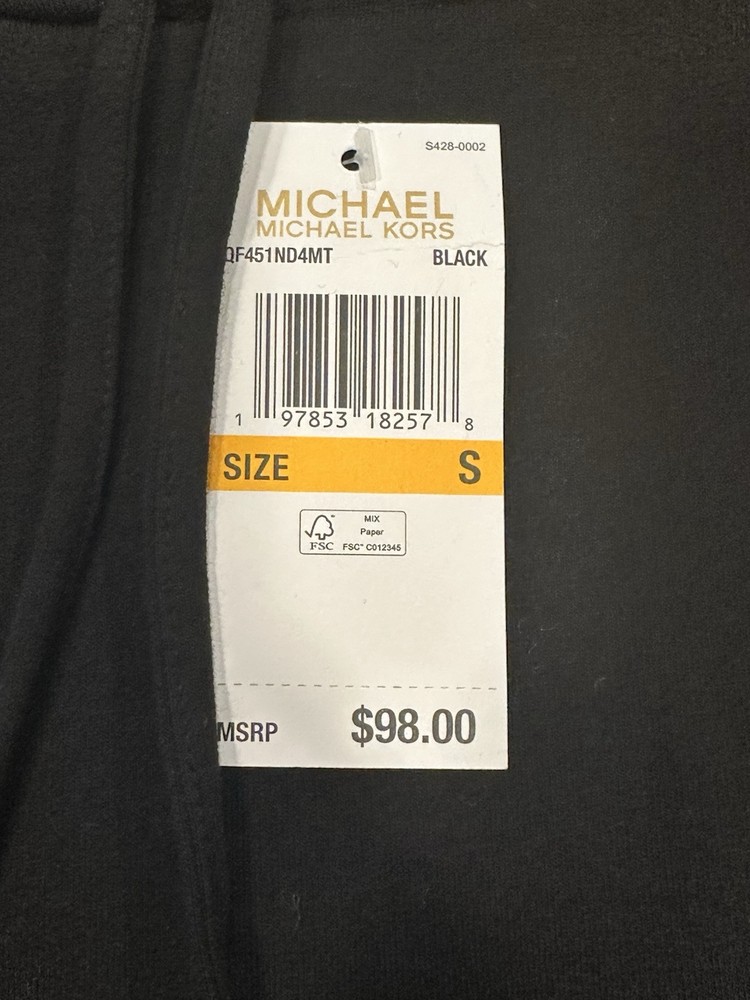 S428-0002
MICHAEL
MICHAEL KORS
QF451ND4MT BLACK
1 97853 18257 8
SIZE S
FSC
MIX
Paper
FSC™ C012345
MSRP $98.00